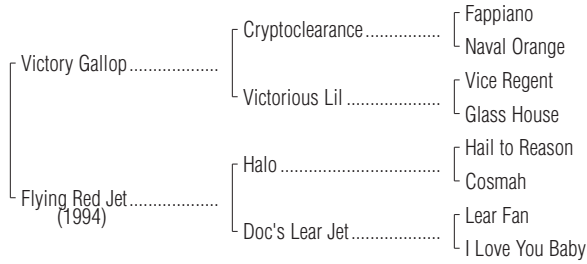 Fappiano
Cryptoclearance..................
Naval Orange
Victory Gallop.....................
Vice Regent
Victorious Lil ......................
Glass House
Hail to Reason
Halo .....................................
Cosmah
Flying Red Jet.....................
(1994)
Lear Fan
Doc's Lear Jet.....................
I Love You Baby